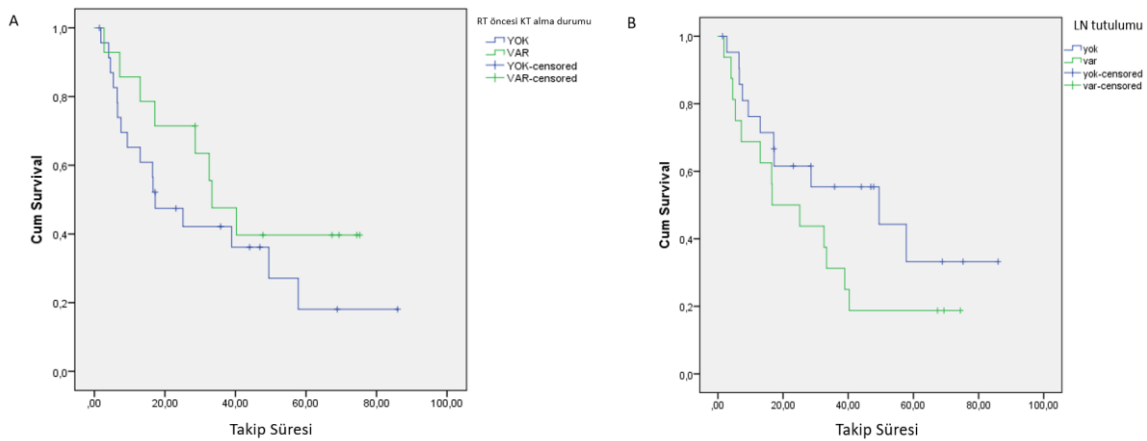 A
RT öncesi KT alma durumu
YOK
VAR
YOK-censored
VAR-censored
1,0
0,8
0,6
0,4
0,2
0,0
Cum Survival
,00
20,00
40,00
60,00
80,00
100,00
Takip Süresi
B
LN tutulumu
yok
var
yok-censored
var-censored
1,0
0,8
0,6
0,4
0,2
0,0
Cum Survival
,00
20,00
40,00
60,00
80,00
100,00
Takip Süresi